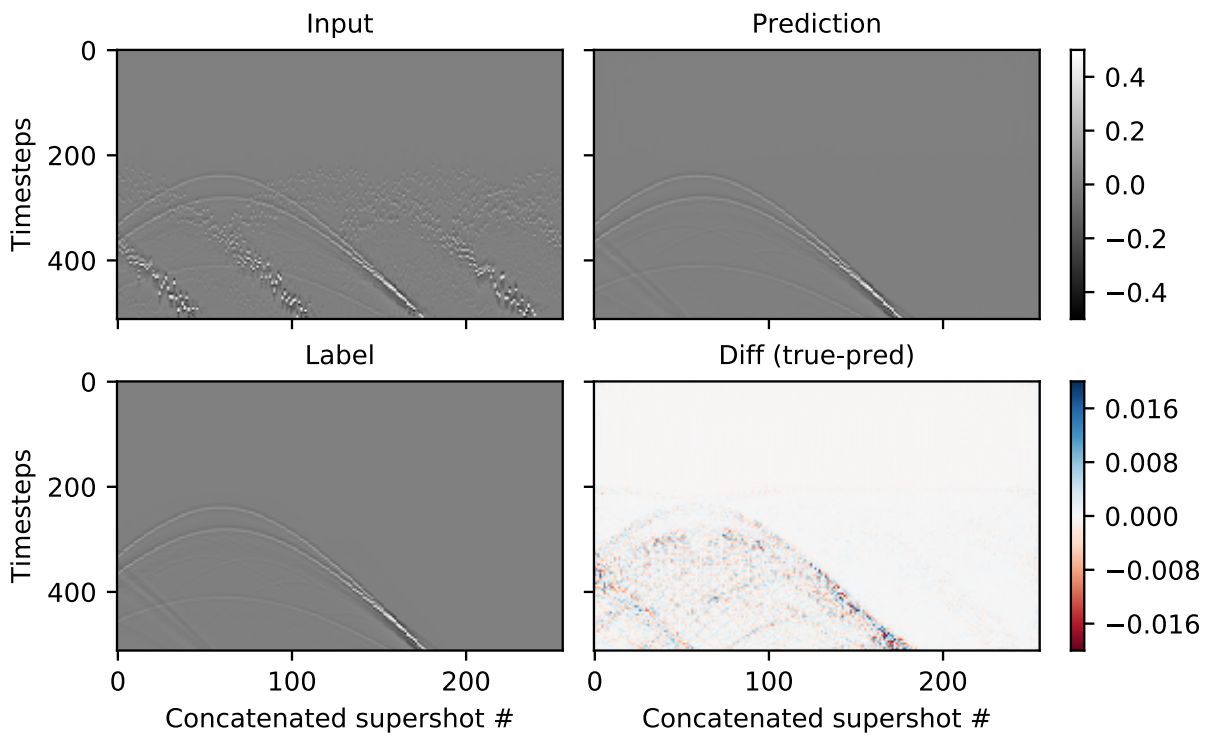 Input
Prediction
0
200
400
Timesteps
0.4
0.2
0.0
−0.2
−0.4
Label
Diff (true-pred)
0
200
400
Timesteps
0.016
0.008
0.000
−0.008
−0.016
0
100
200
0
100
200
Concatenated supershot #
Concatenated supershot #